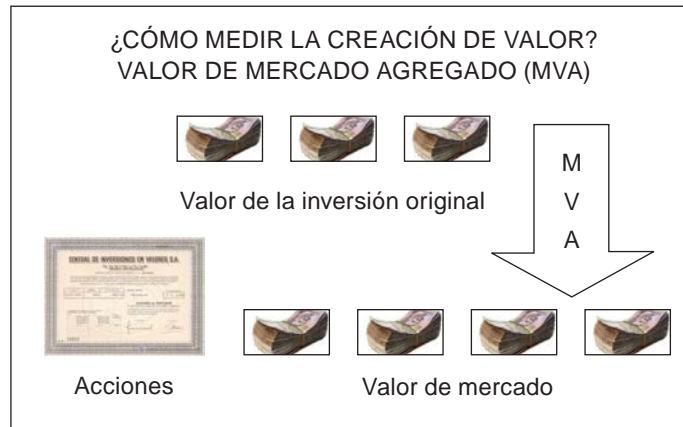 ¿CÓMO MEDIR LA CREACIÓN DE VALOR?
VALOR DE MERCADO AGREGADO (MVA)
Valor de la inversión original
M
V
A
Acciones
Valor de mercado